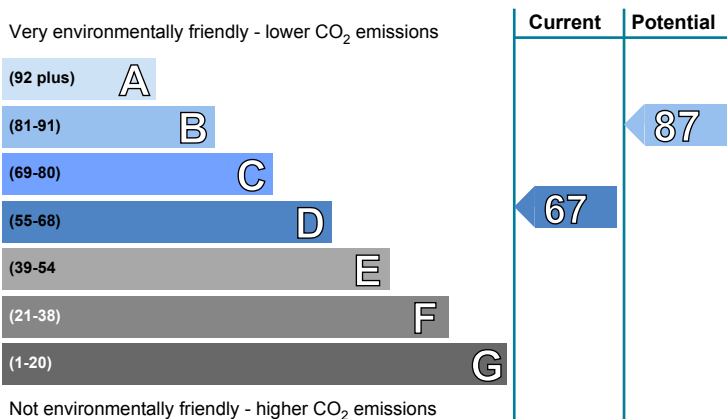 Current Potential
Very environmentally friendly - lower CO2 emissions
(92 plus) A
(81-91) B
87
(69-80) C
(55-68) D
67
(39-54 E
(21-38) F
(1-20) G
Not environmentally friendly - higher CO2 emissions